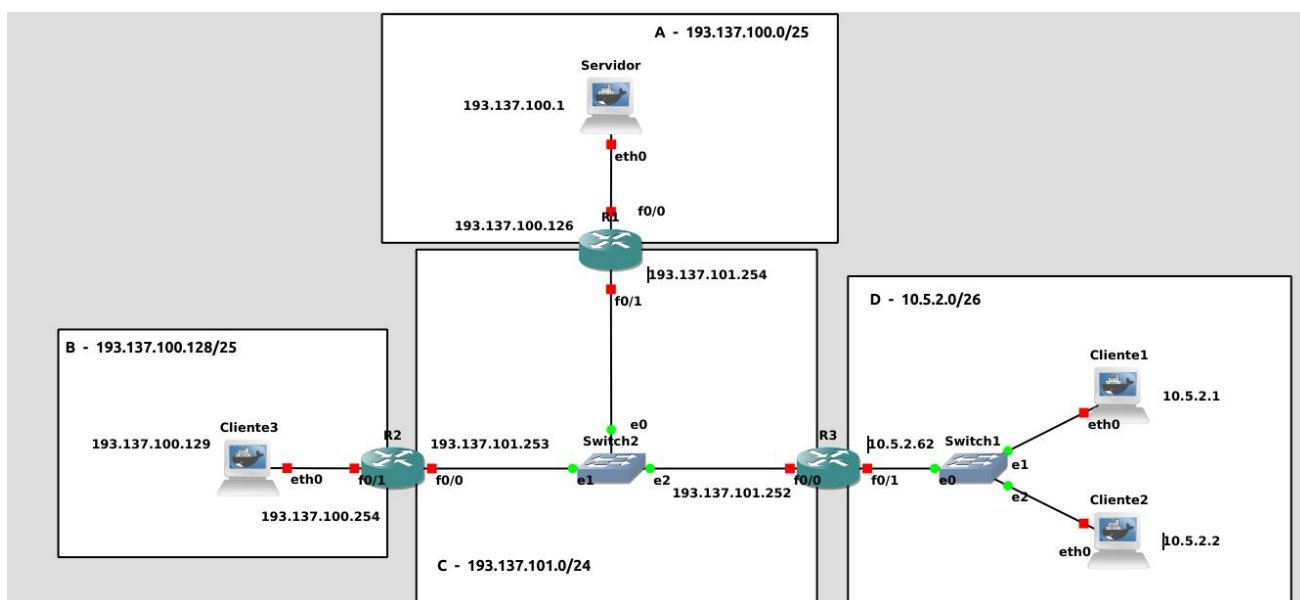 A - 193.137.100.0/25
Servidor
193.137.100.1
eth0
f0/0
R1
193.137.100.126
193.137.101.254
f0/1
D - 10.5.2.0/26
B - 193.137.100.128/25
Cliente1
10.5.2.1
eth0
Cliente3
193.137.100.129
R2
193.137.101.253
e0
Switch2
R3
10.5.2.62
Switch1
e1
eth0
f0/1
f0/0
e1
e2
193.137.101.252
f0/0
f0/1
e0
e2
Cliente2
193.137.100.254
10.5.2.2
eth0
C - 193.137.101.0/24